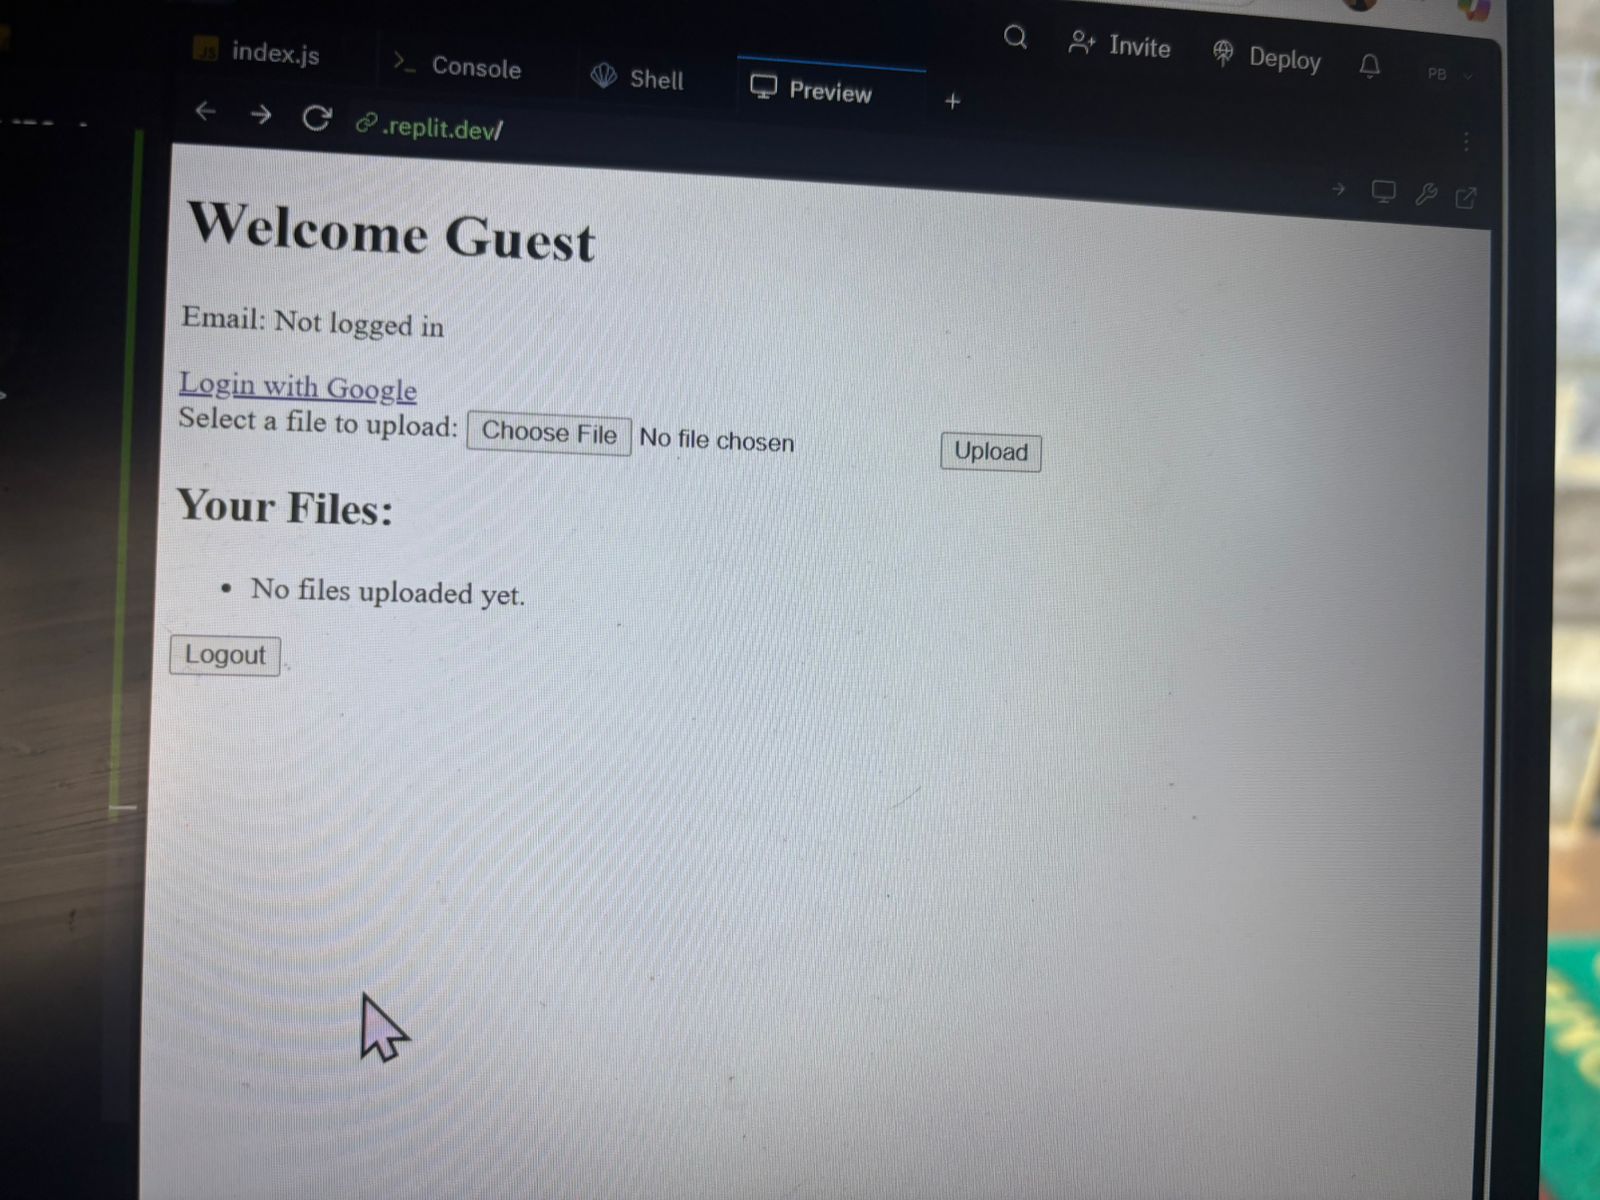 index.js
Console
Shell
Preview
+
Invite
Deploy
PB
.replit.dev/
Welcome Guest
Email: Not logged in
Login with Google
Select a file to upload: Choose File No file chosen Upload
Your Files:
• No files uploaded yet.
Logout